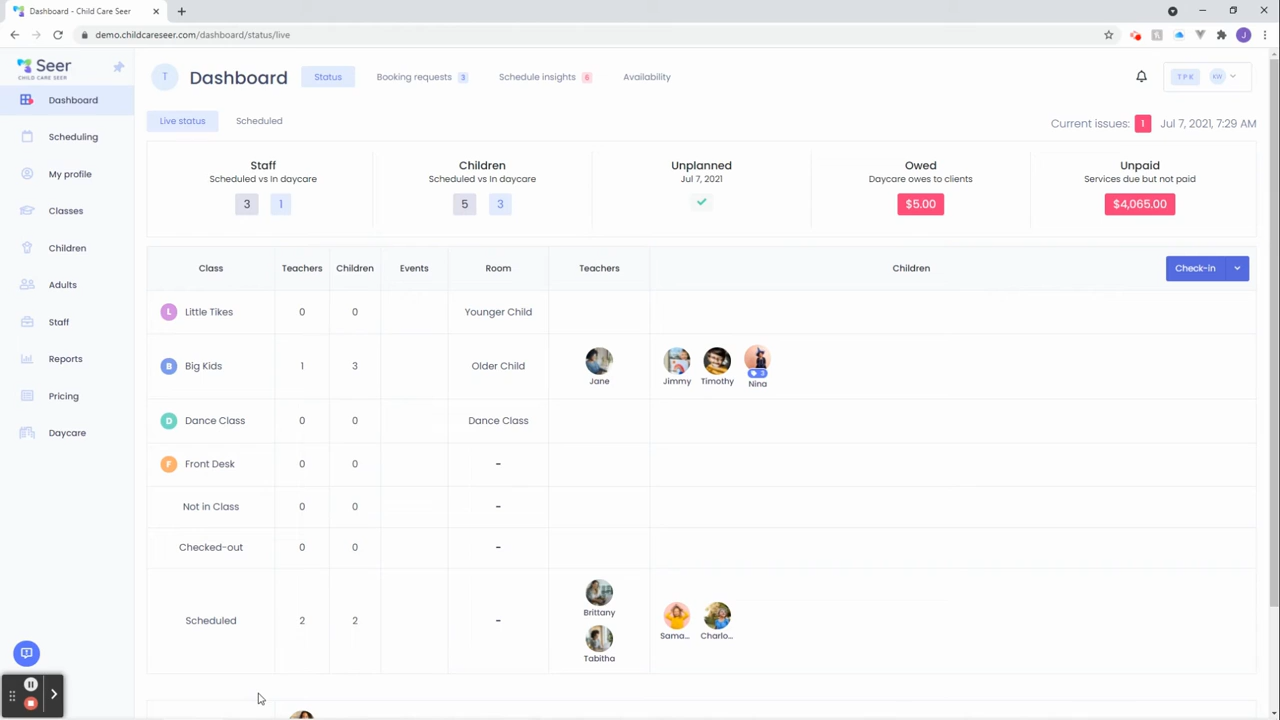 Dashboard - Child Care Seer
demo.childcareseer.com/dashboard/status/live
J
Seer
CHILD CARE SEER
Dashboard
Scheduling
My profile
Classes
Children
Adults
Staff
Reports
Pricing
Daycare
T Dashboard Status Booking requests 3 Schedule insights 6 Availability
TPK KW
Live status Scheduled
Current issues: 1 Jul 7, 2021, 7:29 AM
Staff
Scheduled vs In daycare
3 1
Children
Scheduled vs In daycare
5 3
Unplanned
Jul 7, 2021
Owed
Daycare owes to clients
$5.00
Unpaid
Services due but not paid
$4,065.00
Class Teachers Children Events Room Teachers Children Check-in
L Little Tikes 0 0 Younger Child
B Big Kids 1 3 Older Child
Jane Jimmy Timothy Nina
3
D Dance Class 0 0 Dance Class
F Front Desk 0 0 -
Not in Class 0 0 -
Checked-out 0 0 -
Scheduled 2 2 -
Brittany
Tabitha
Sama... Charlo...